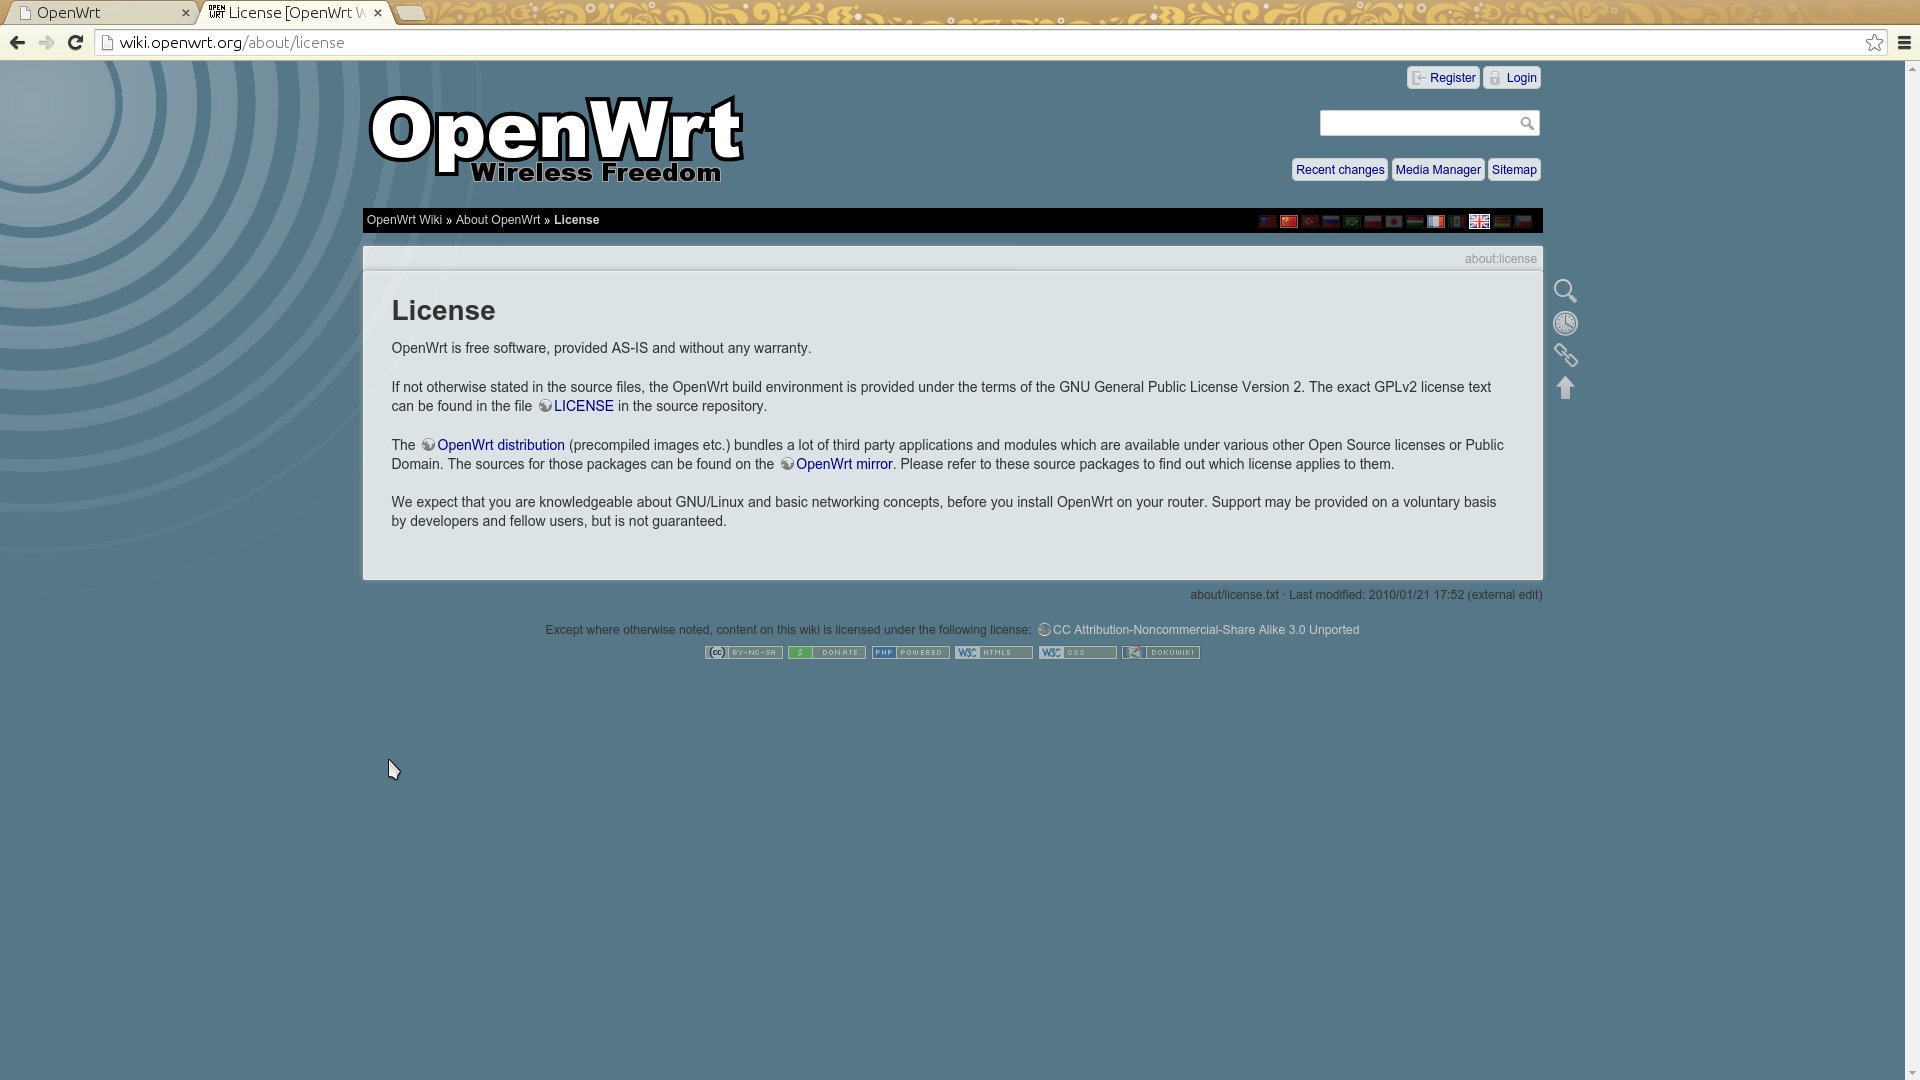 OpenWrt
License [OpenWrt W
wiki.openwrt.org/about/license
Register Login
OpenWrt
Wireless Freedom
Recent changes Media Manager Sitemap
OpenWrt Wiki » About OpenWrt » License
about:license
License
OpenWrt is free software, provided AS-IS and without any warranty.
If not otherwise stated in the source files, the OpenWrt build environment is provided under the terms of the GNU General Public License Version 2. The exact GPLv2 license text
can be found in the file LICENSE in the source repository.
The OpenWrt distribution (precompiled images etc.) bundles a lot of third party applications and modules which are available under various other Open Source licenses or Public
Domain. The sources for those packages can be found on the OpenWrt mirror. Please refer to these source packages to find out which license applies to them.
We expect that you are knowledgeable about GNU/Linux and basic networking concepts, before you install OpenWrt on your router. Support may be provided on a voluntary basis
by developers and fellow users, but is not guaranteed.
about/license.txt · Last modified: 2010/01/21 17:52 (external edit)
Except where otherwise noted, content on this wiki is licensed under the following license: CC Attribution-Noncommercial-Share Alike 3.0 Unported
(cc) BY-NC-SA $ DONATE PHP POWERED W3C HTML5 W3C CSS DOKUWIKI